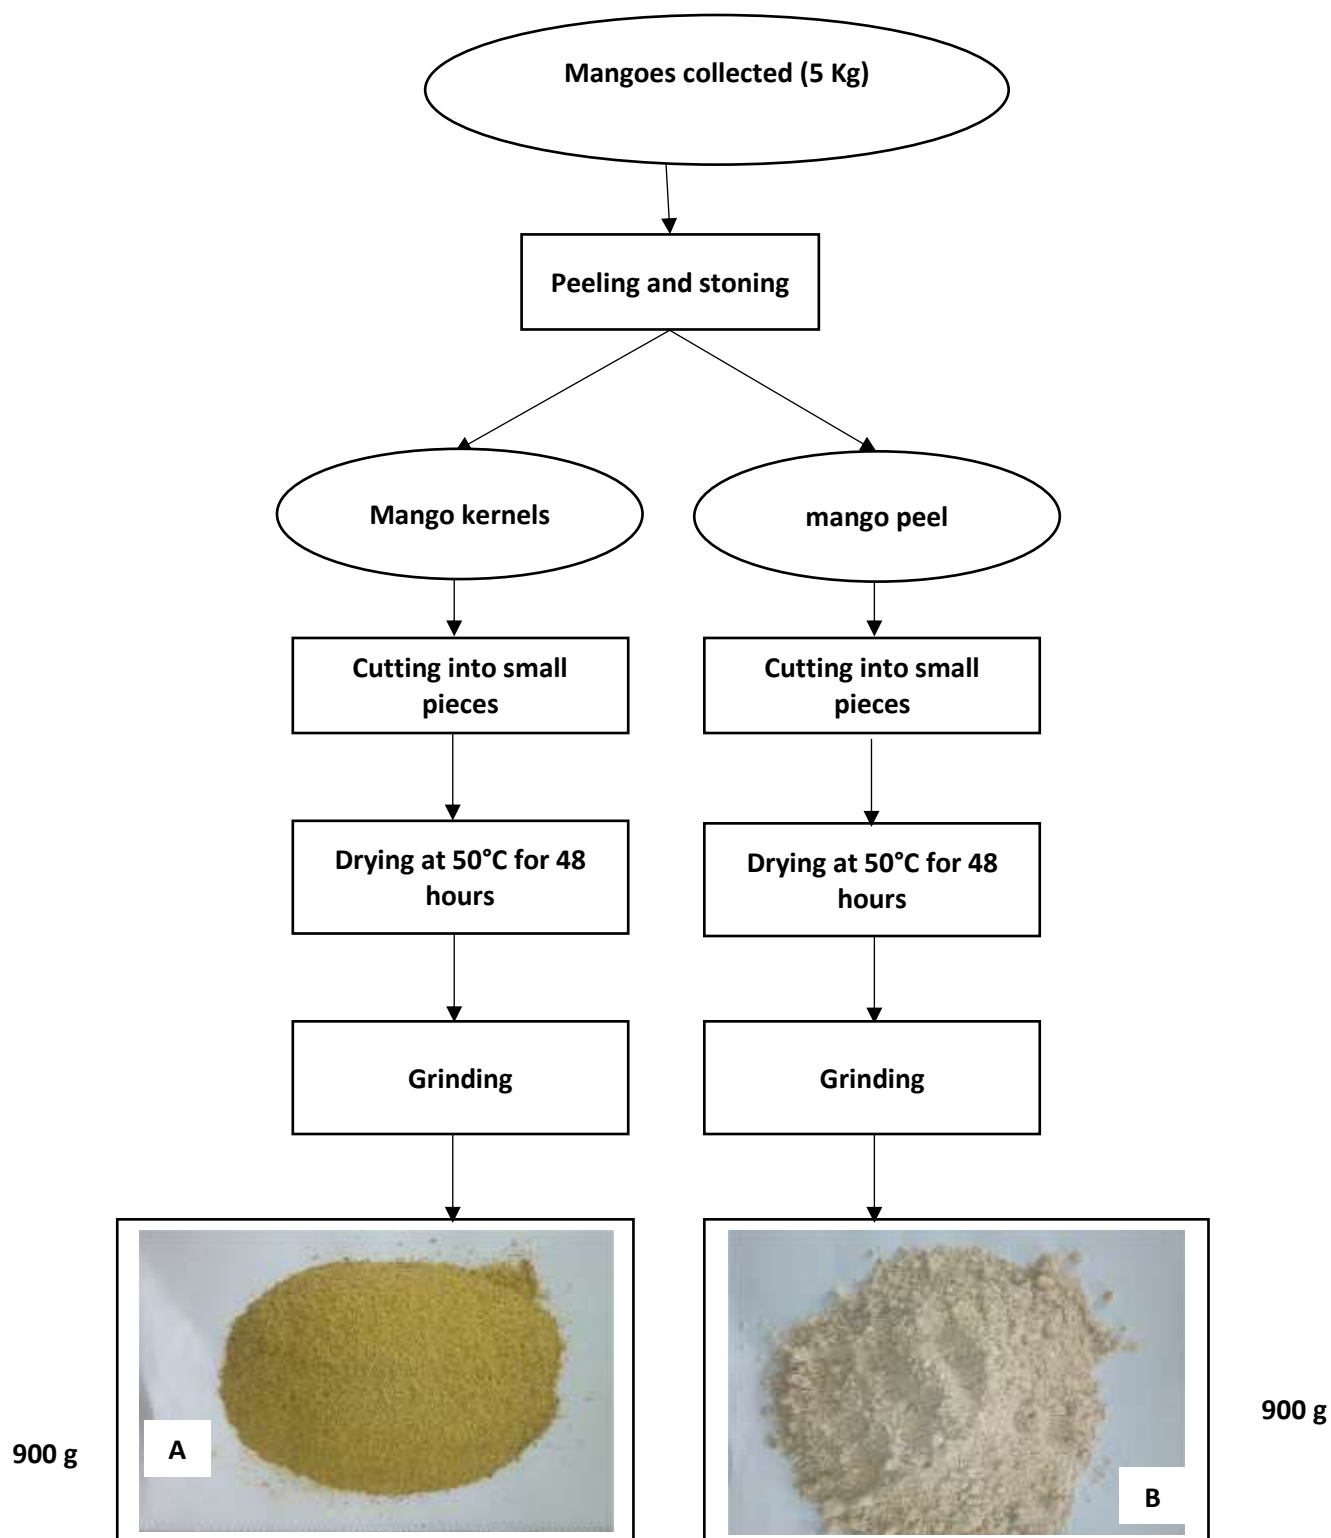 Mangoes collected (5 Kg)
Peeling and stoning
Mango kernels
mango peel
Cutting into small
pieces
Cutting into small
pieces
Drying at 50°C for 48
hours
Drying at 50°C for 48
hours
Grinding
Grinding
900 g
A
B
900 g